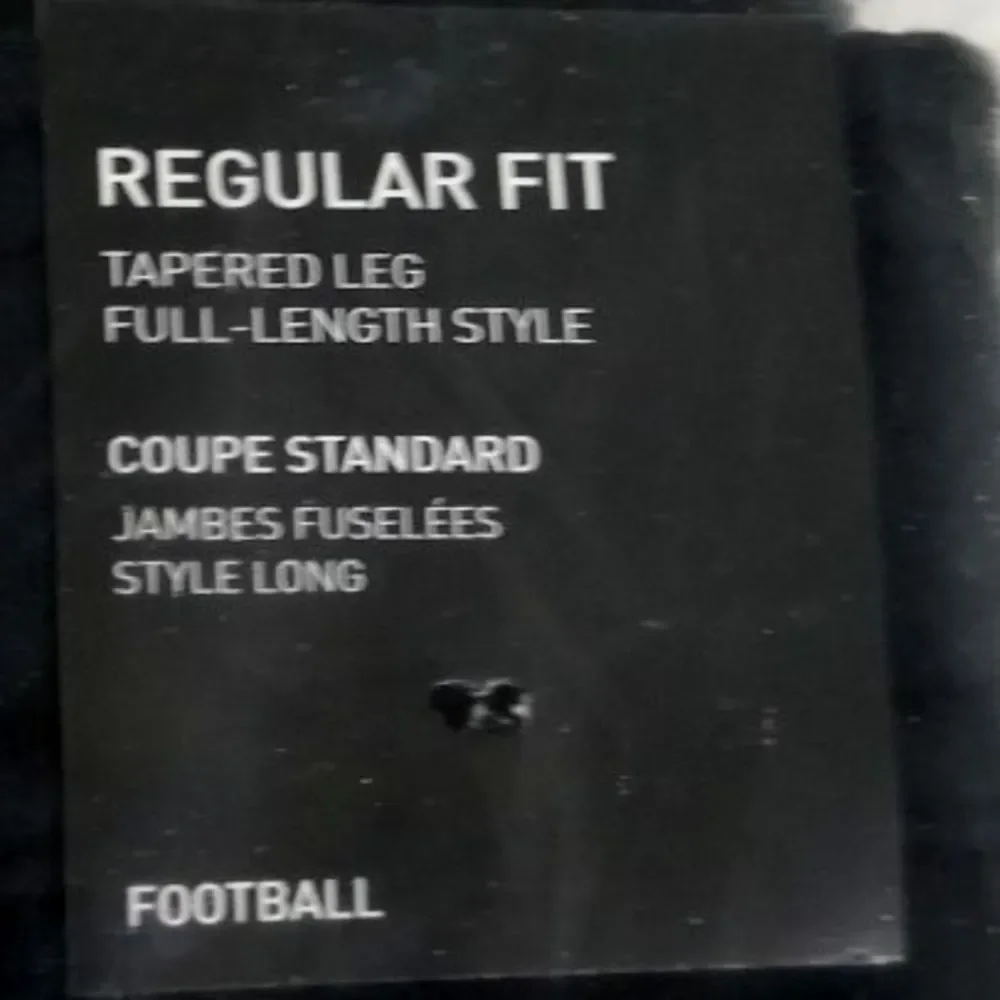 REGULAR FIT
TAPERED LEG
FULL-LENGTH STYLE
COUPE STANDARD
JAMBES FUSELÉES
STYLE LONG
FOOTBALL